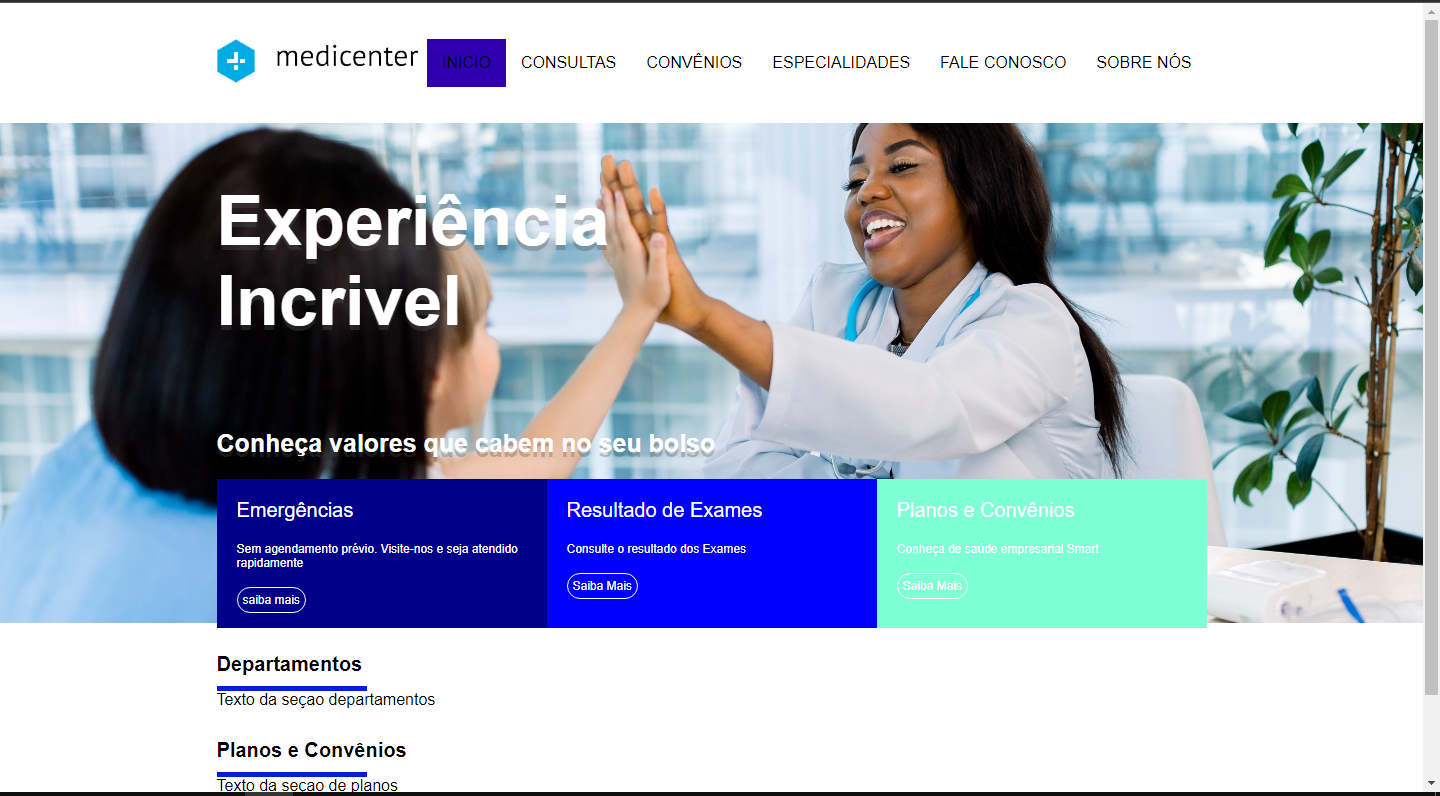 medicenter
INICIO
CONSULTAS
CONVÊNIOS
ESPECIALIDADES
FALE CONOSCO
SOBRE NÓS
Experiência
Incrivel
Conheça valores que cabem no seu bolso
Emergências
Sem agendamento prévio. Visite-nos e seja atendido
rapidamente
saiba mais
Resultado de Exames
Consulte o resultado dos Exames
Saiba Mais
Planos e Convênios
Conheça de saúde empresarial Smart
Saiba Mais
Departamentos
Texto da seçao departamentos
Planos e Convênios
Texto da seçao de planos